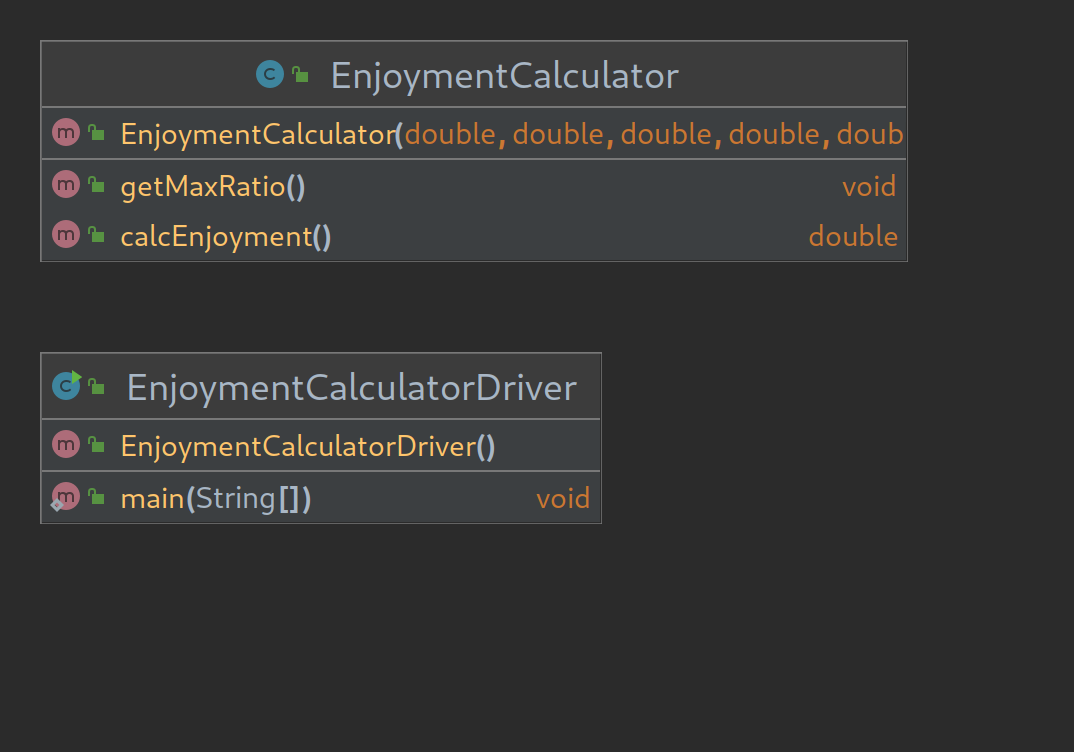 EnjoymentCalculator
EnjoymentCalculator(double, double, double, double, doub
getMaxRatio() void
calcEnjoyment() double
EnjoymentCalculatorDriver
EnjoymentCalculatorDriver()
main(String[]) void